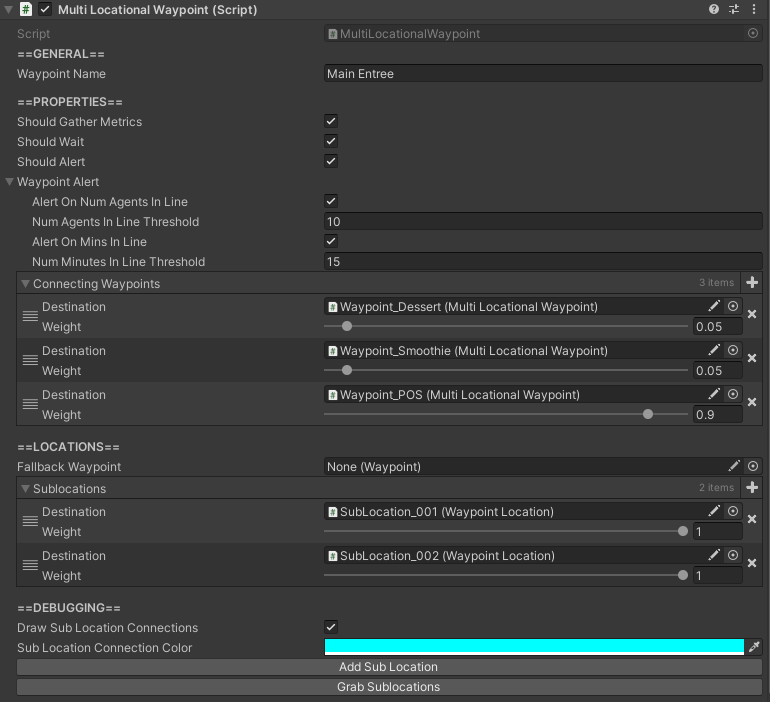 Multi Locational Waypoint (Script)
Script MultiLocationalWaypoint
==GENERAL==
Waypoint Name Main Entree
==PROPERTIES==
Should Gather Metrics
Should Wait
Should Alert
Waypoint Alert
Alert On Num Agents In Line
Num Agents In Line Threshold 10
Alert On Mins In Line
Num Minutes In Line Threshold 15
Connecting Waypoints 3 items
Destination Waypoint_Dessert (Multi Locational Waypoint)
Weight 0.05
Destination Waypoint_Smoothie (Multi Locational Waypoint)
Weight 0.05
Destination Waypoint_POS (Multi Locational Waypoint)
Weight 0.9
==LOCATIONS==
Fallback Waypoint None (Waypoint)
Sublocations 2 items
Destination SubLocation_001 (Waypoint Location)
Weight 1
Destination SubLocation_002 (Waypoint Location)
Weight 1
==DEBUGGING==
Draw Sub Location Connections
Sub Location Connection Color
Add Sub Location
Grab Sublocations